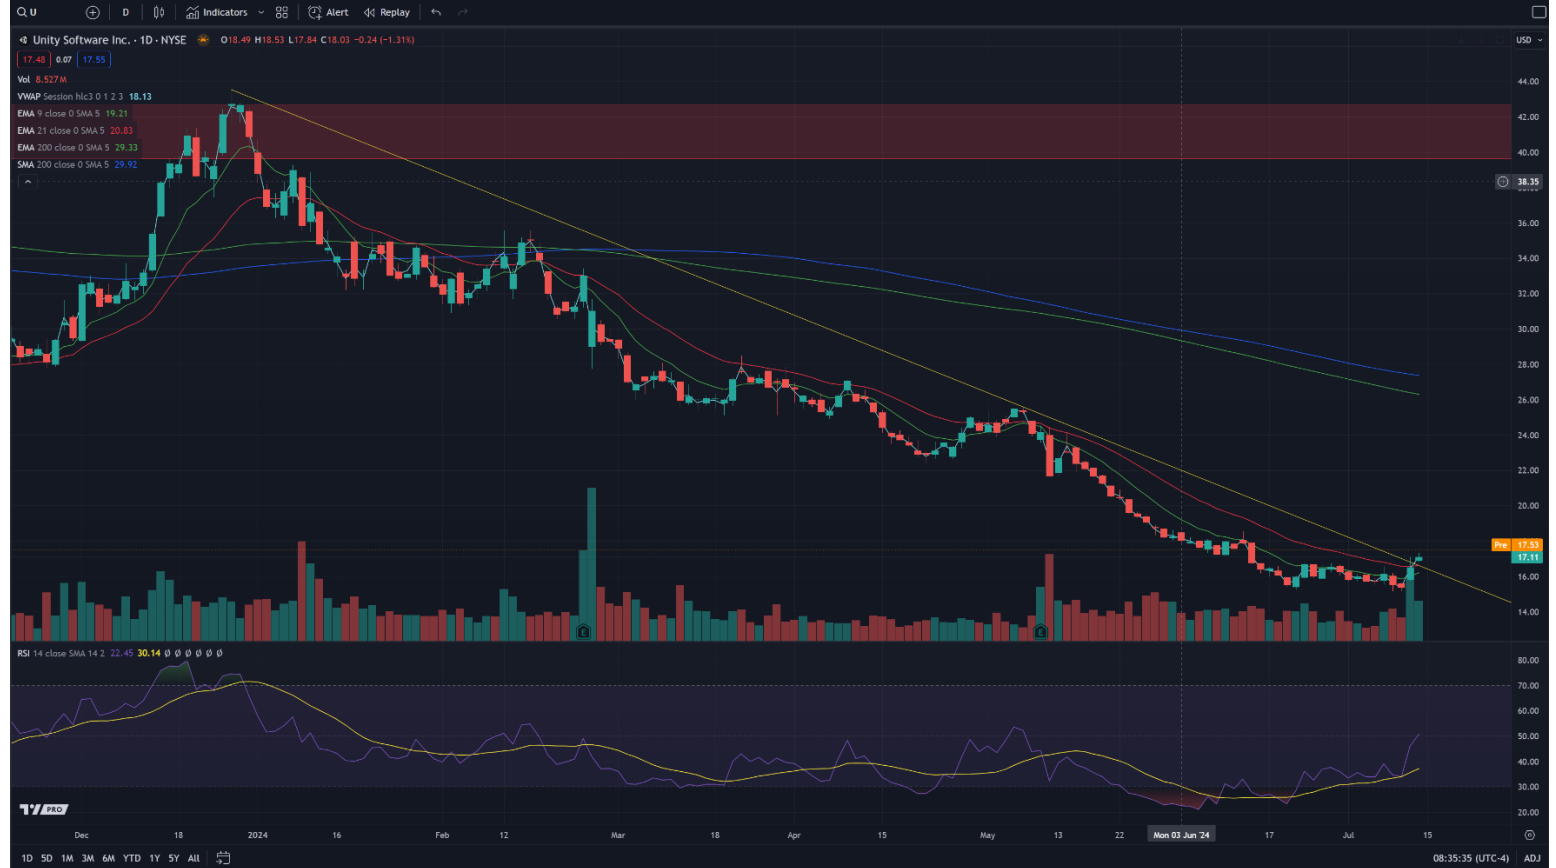 U D Indicators Alert Replay
Unity Software Inc. · 1D · NYSE O18.49 H18.53 L17.84 C18.03 −0.24 (−1.31%) USD
17.48 0.07 17.55
Vol 8.527M
VWAP Session hlc3 0 1 2 3 18.13
EMA 9 close 0 SMA 5 19.21
EMA 21 close 0 SMA 5 20.83
EMA 200 close 0 SMA 5 29.33
SMA 200 close 0 SMA 5 29.92
44.00
42.00
40.00
38.35
36.00
34.00
32.00
30.00
28.00
26.00
24.00
22.00
20.00
Pre 17.53
17.11
16.00
14.00
E E
RSI 14 close SMA 14 2 22.45 30.14 Ø Ø Ø Ø Ø Ø
80.00
70.00
60.00
50.00
40.00
30.00
20.00
PRO
Dec 18 2024 16 Feb 12 Mar 18 Apr 15 May 13 22 Mon 03 Jun '24 17 Jul 15
1D 5D 1M 3M 6M YTD 1Y 5Y All 08:35:35 (UTC-4) ADJ